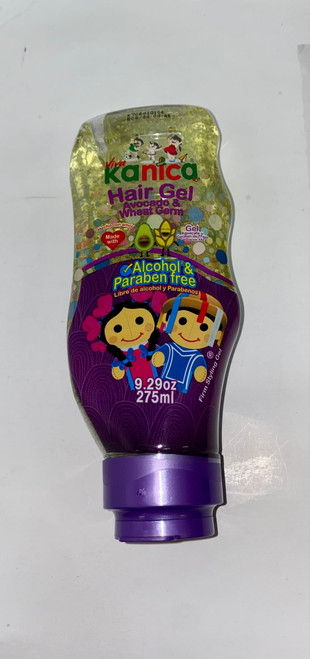 Viva
Kanica
Hair Gel
Avocado &
Wheat Germ
Made
with
Gel
Alcohol &
Paraben free
Libre de alcohol y Parabenos
9.29oz
275ml
Firm Styling Gel